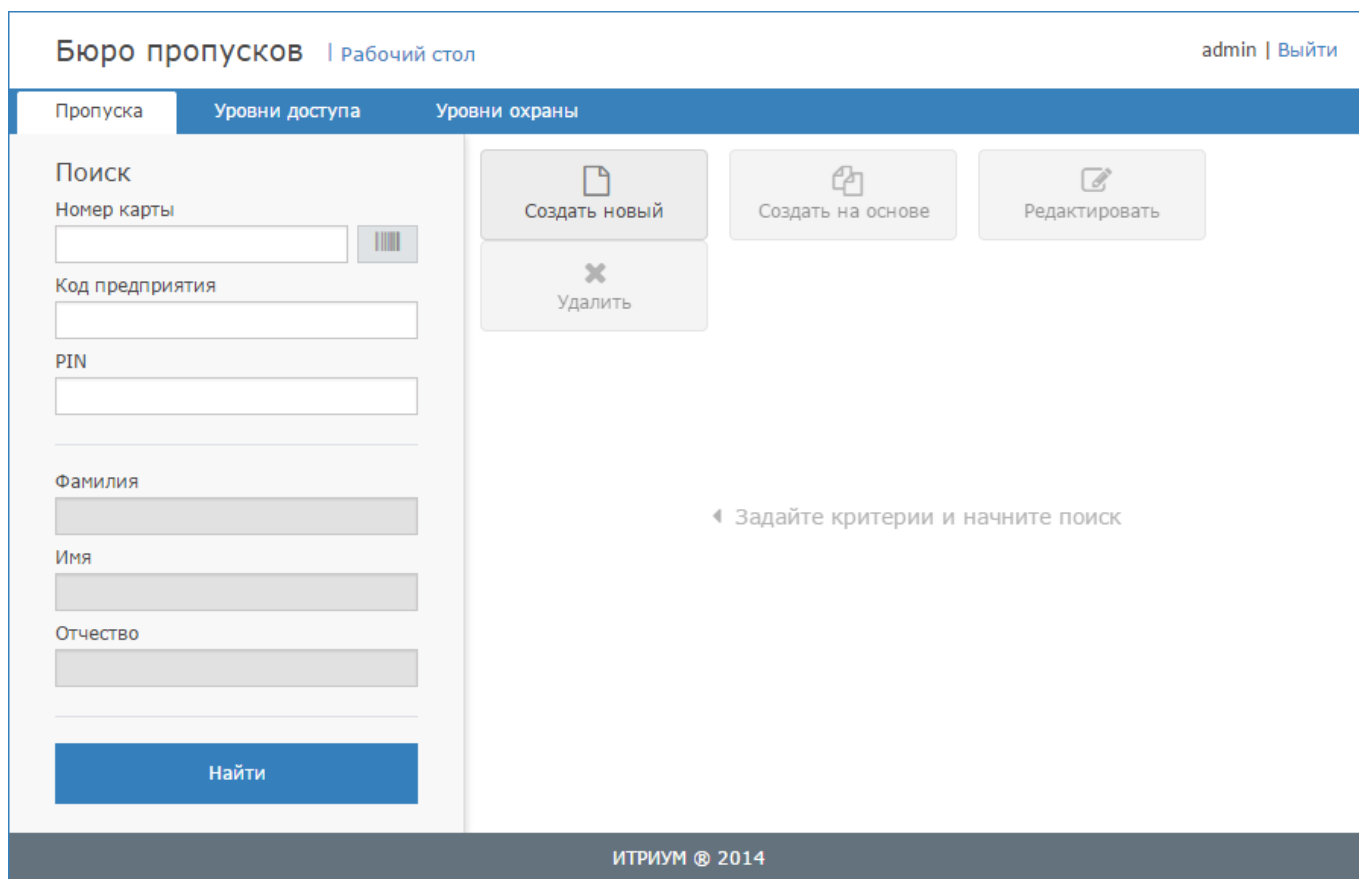 Бюро пропусков | Рабочий стол
admin | Выйти
Пропуска Уровни доступа Уровни охраны
Поиск
Номер карты
Код предприятия
PIN
Фамилия
Имя
Отчество
Найти
Создать новый Создать на основе Редактировать
Удалить
Задайте критерии и начните поиск
ИТРИУМ ® 2014